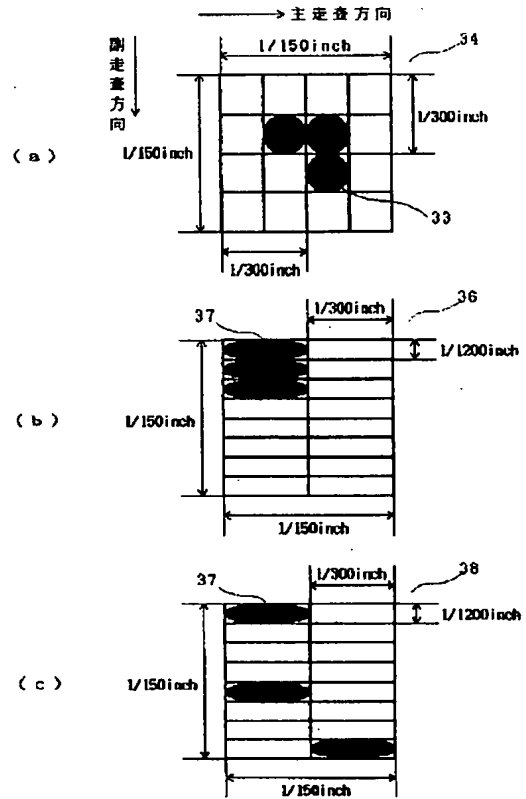 主走査方向
副走査方向
(a)
1/150inch
34
1/150inch
1/300inch
33
1/300inch
(b)
37
1/300inch
36
1/1200inch
1/150inch
1/150inch
(c)
37
1/300inch
38
1/1200inch
1/150inch
1/150inch